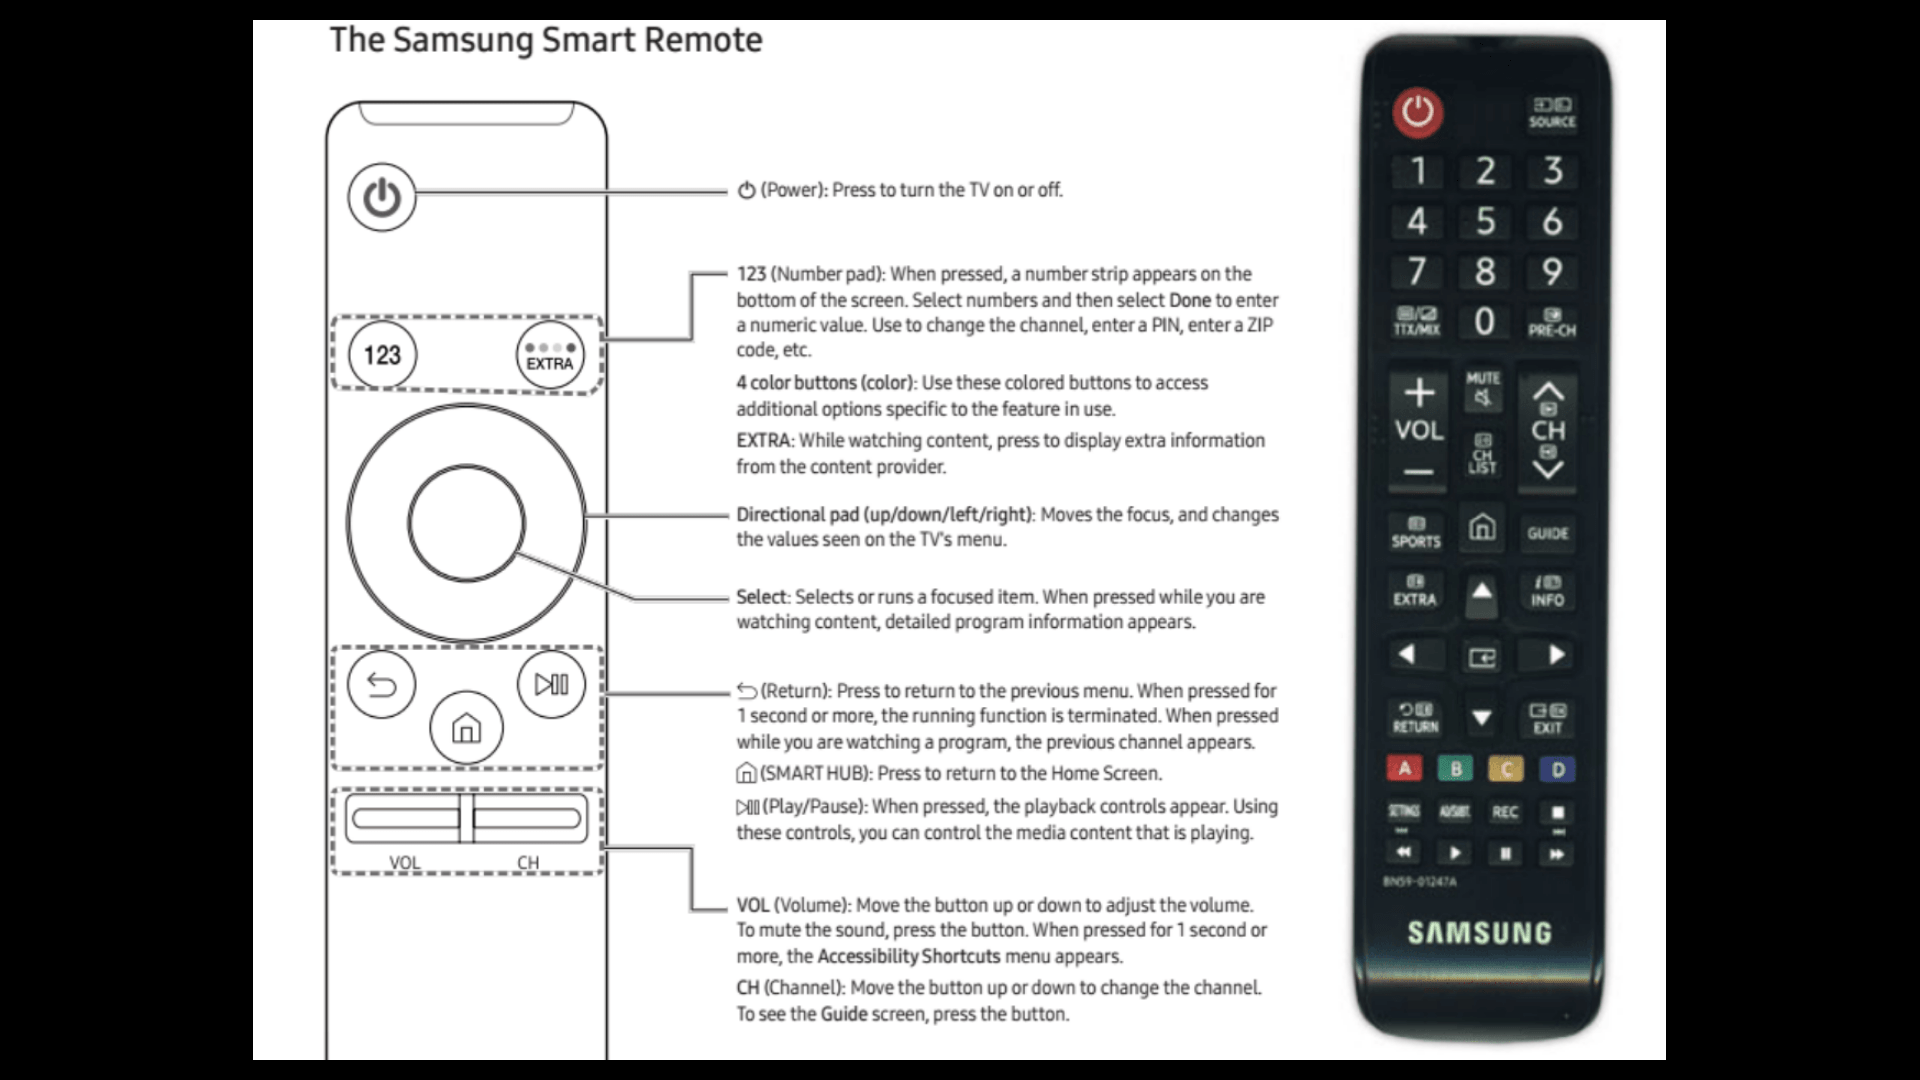 The Samsung Smart Remote
(Power): Press to turn the TV on or off.
123 (Number pad): When pressed, a number strip appears on the
bottom of the screen. Select numbers and then select Done to enter
a numeric value. Use to change the channel, enter a PIN, enter a ZIP
code, etc.
4 color buttons (color): Use these colored buttons to access
additional options specific to the feature in use.
EXTRA: While watching content, press to display extra information
from the content provider.
Directional pad (up/down/left/right): Moves the focus, and changes
the values seen on the TV's menu.
Select: Selects or runs a focused item. When pressed while you are
watching content, detailed program information appears.
(Return): Press to return to the previous menu. When pressed for
1 second or more, the running function is terminated. When pressed
while you are watching a program, the previous channel appears.
(SMART HUB): Press to return to the Home Screen.
(Play/Pause): When pressed, the playback controls appear. Using
these controls, you can control the media content that is playing.
VOL (Volume): Move the button up or down to adjust the volume.
To mute the sound, press the button. When pressed for 1 second or
more, the Accessibility Shortcuts menu appears.
CH (Channel): Move the button up or down to change the channel.
To see the Guide screen, press the button.
123
EXTRA
VOL CH
SOURCE
1 2 3
4 5 6
7 8 9
TTX/MIX 0 PRE-CH
+ MUTE
VOL CH
CH
LIST
−
SPORTS GUIDE
EXTRA INFO
RETURN EXIT
A B C D
SETTINGS AD/SUBT. REC
BN59-01247A
SAMSUNG